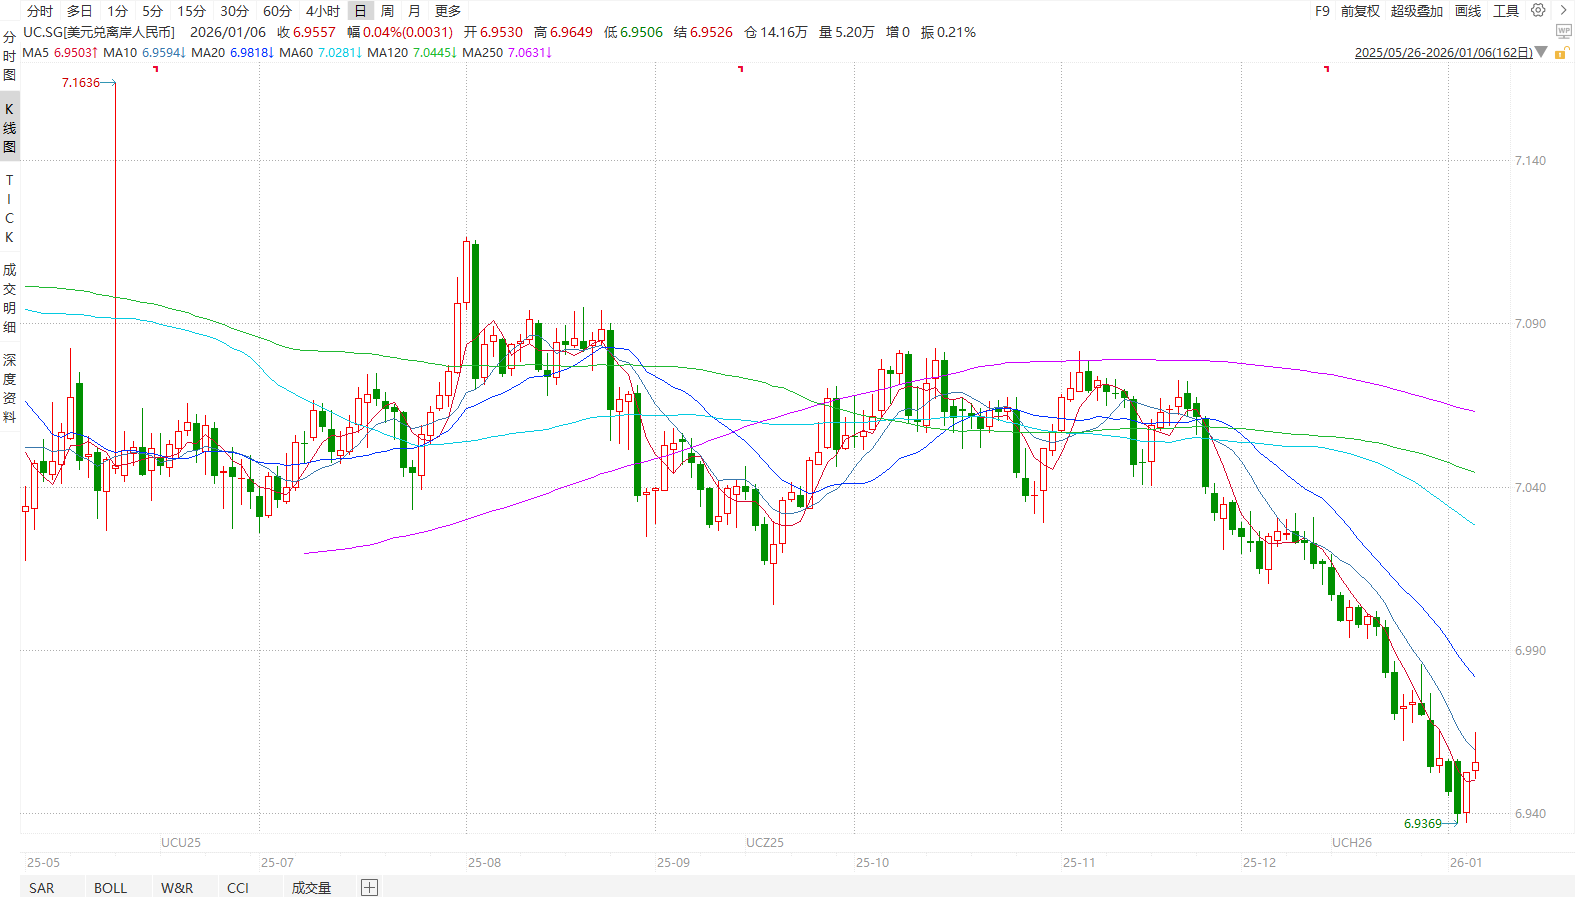 分时 多日 1分 5分 15分 30分 60分 4小时 日 周 月 更多 F9 前复权 超级叠加 画线 工具
UC.SG[美元兑离岸人民币] 2026/01/06 收 6.9557 幅 0.04%(0.0031) 开 6.9530 高 6.9649 低 6.9506 结 6.9526 仓 14.16万 量 5.20万 增 0 振 0.21%
MA5 6.9503↑ MA10 6.9594↓ MA20 6.9818↓ MA60 7.0281↓ MA120 7.0445↓ MA250 7.0631↓
2025/05/26-2026/01/06(162日)
WP
分时图
K线图
TICK
成交明细
深度资料
7.1636
7.140
7.090
7.040
6.990
6.940
6.9369
UCU25 UCZ25 UCH26
25-05 25-07 25-08 25-09 25-10 25-11 25-12 26-01
SAR BOLL W&R CCI 成交量